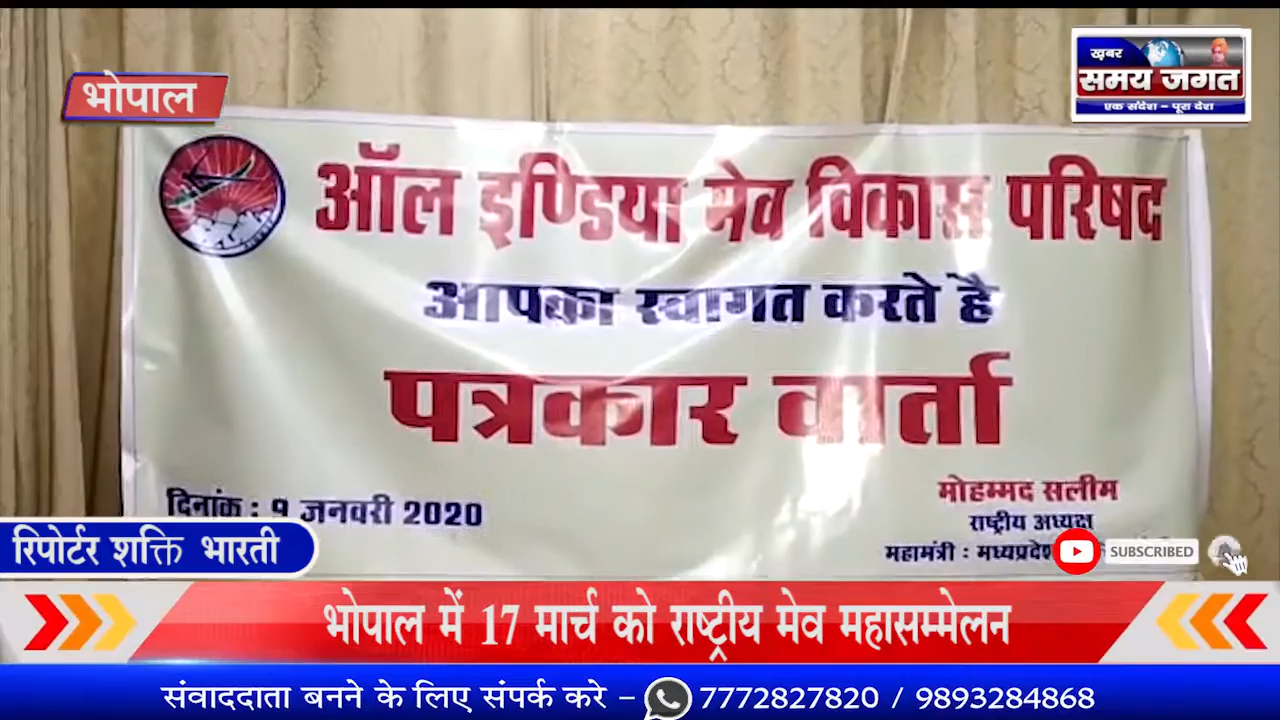 भोपाल
ख़बर
समय जगत
एक संदेश - पूरा देश
ऑल इण्डिया मेव विकास परिषद
आपका स्वागत करते है
पत्रकार वार्ता
दिनांक : 9 जनवरी 2020
मोहम्मद सलीम
राष्ट्रीय अध्यक्ष
महामंत्री : मध्यप्रदेश
SUBSCRIBED
रिपोर्टर शक्ति भारती
भोपाल में 17 मार्च को राष्ट्रीय मेव महासम्मेलन
संवाददाता बनने के लिए संपर्क करे - 7772827820 / 9893284868